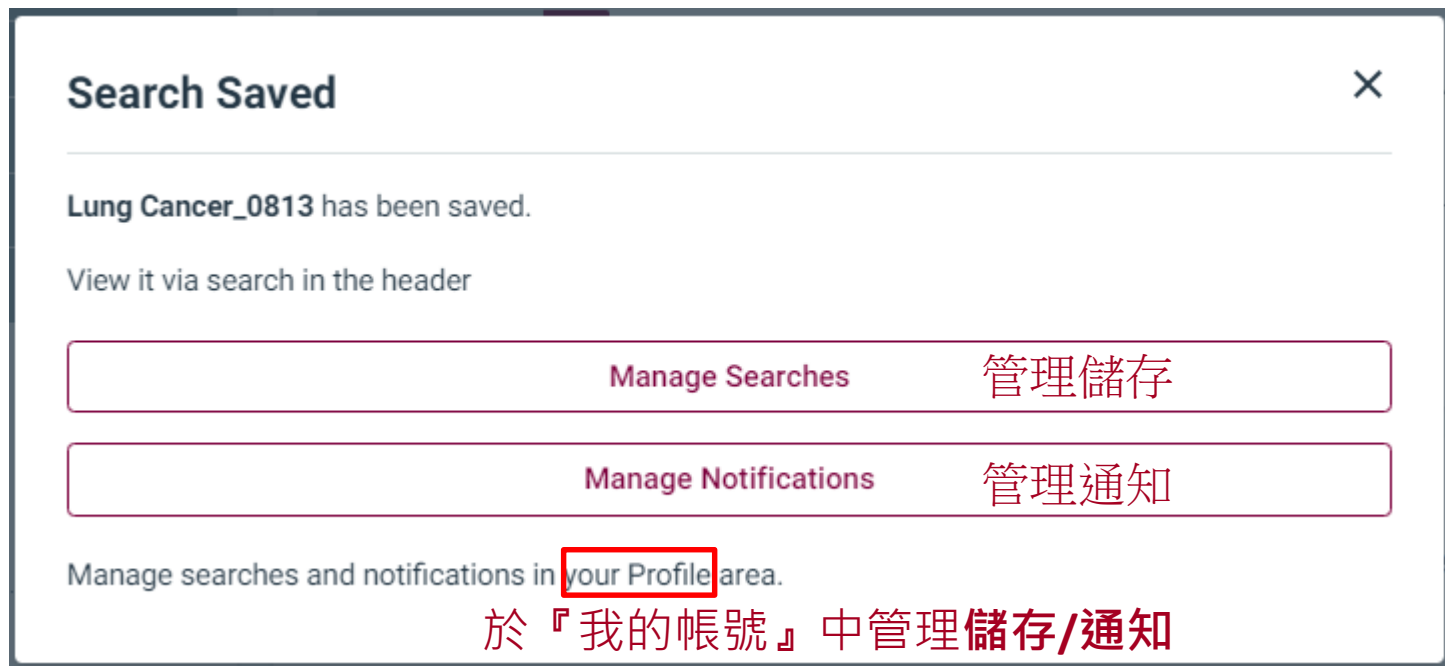 Search Saved
Lung Cancer_0813 has been saved.
View it via search in the header
Manage Searches 管理儲存
Manage Notifications 管理通知
Manage searches and notifications in your Profile area.
於『我的帳號』中管理儲存/通知